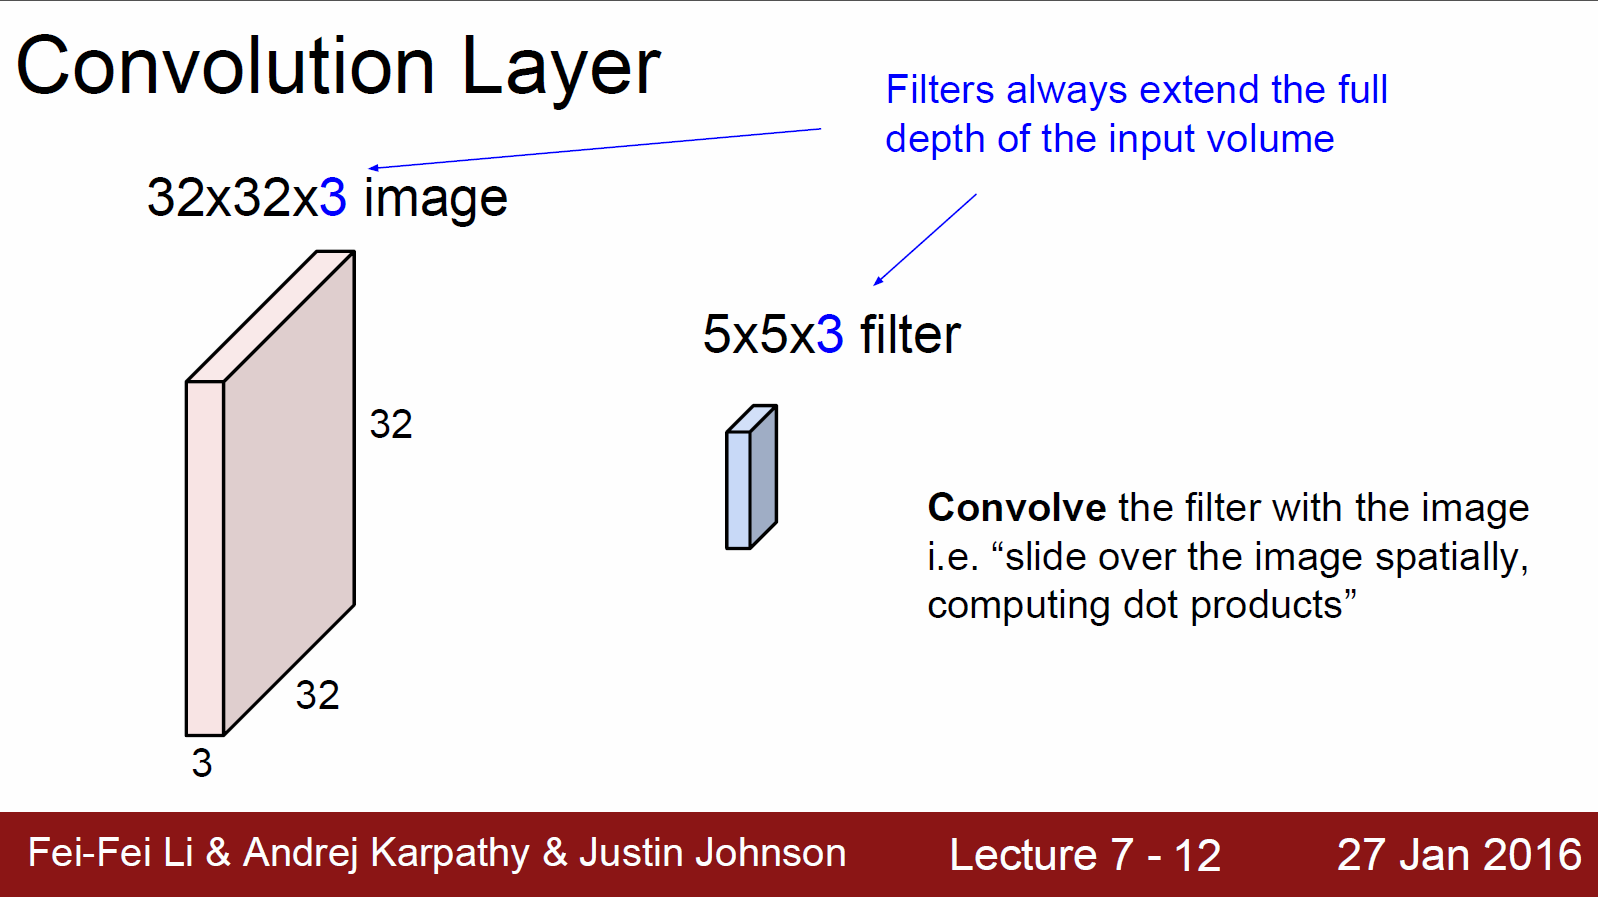 Convolution Layer
Filters always extend the full
depth of the input volume
32x32x3 image
5x5x3 filter
32
32
3
Convolve the filter with the image
i.e. “slide over the image spatially,
computing dot products”
Fei-Fei Li & Andrej Karpathy & Justin Johnson
Lecture 7 - 12
27 Jan 2016